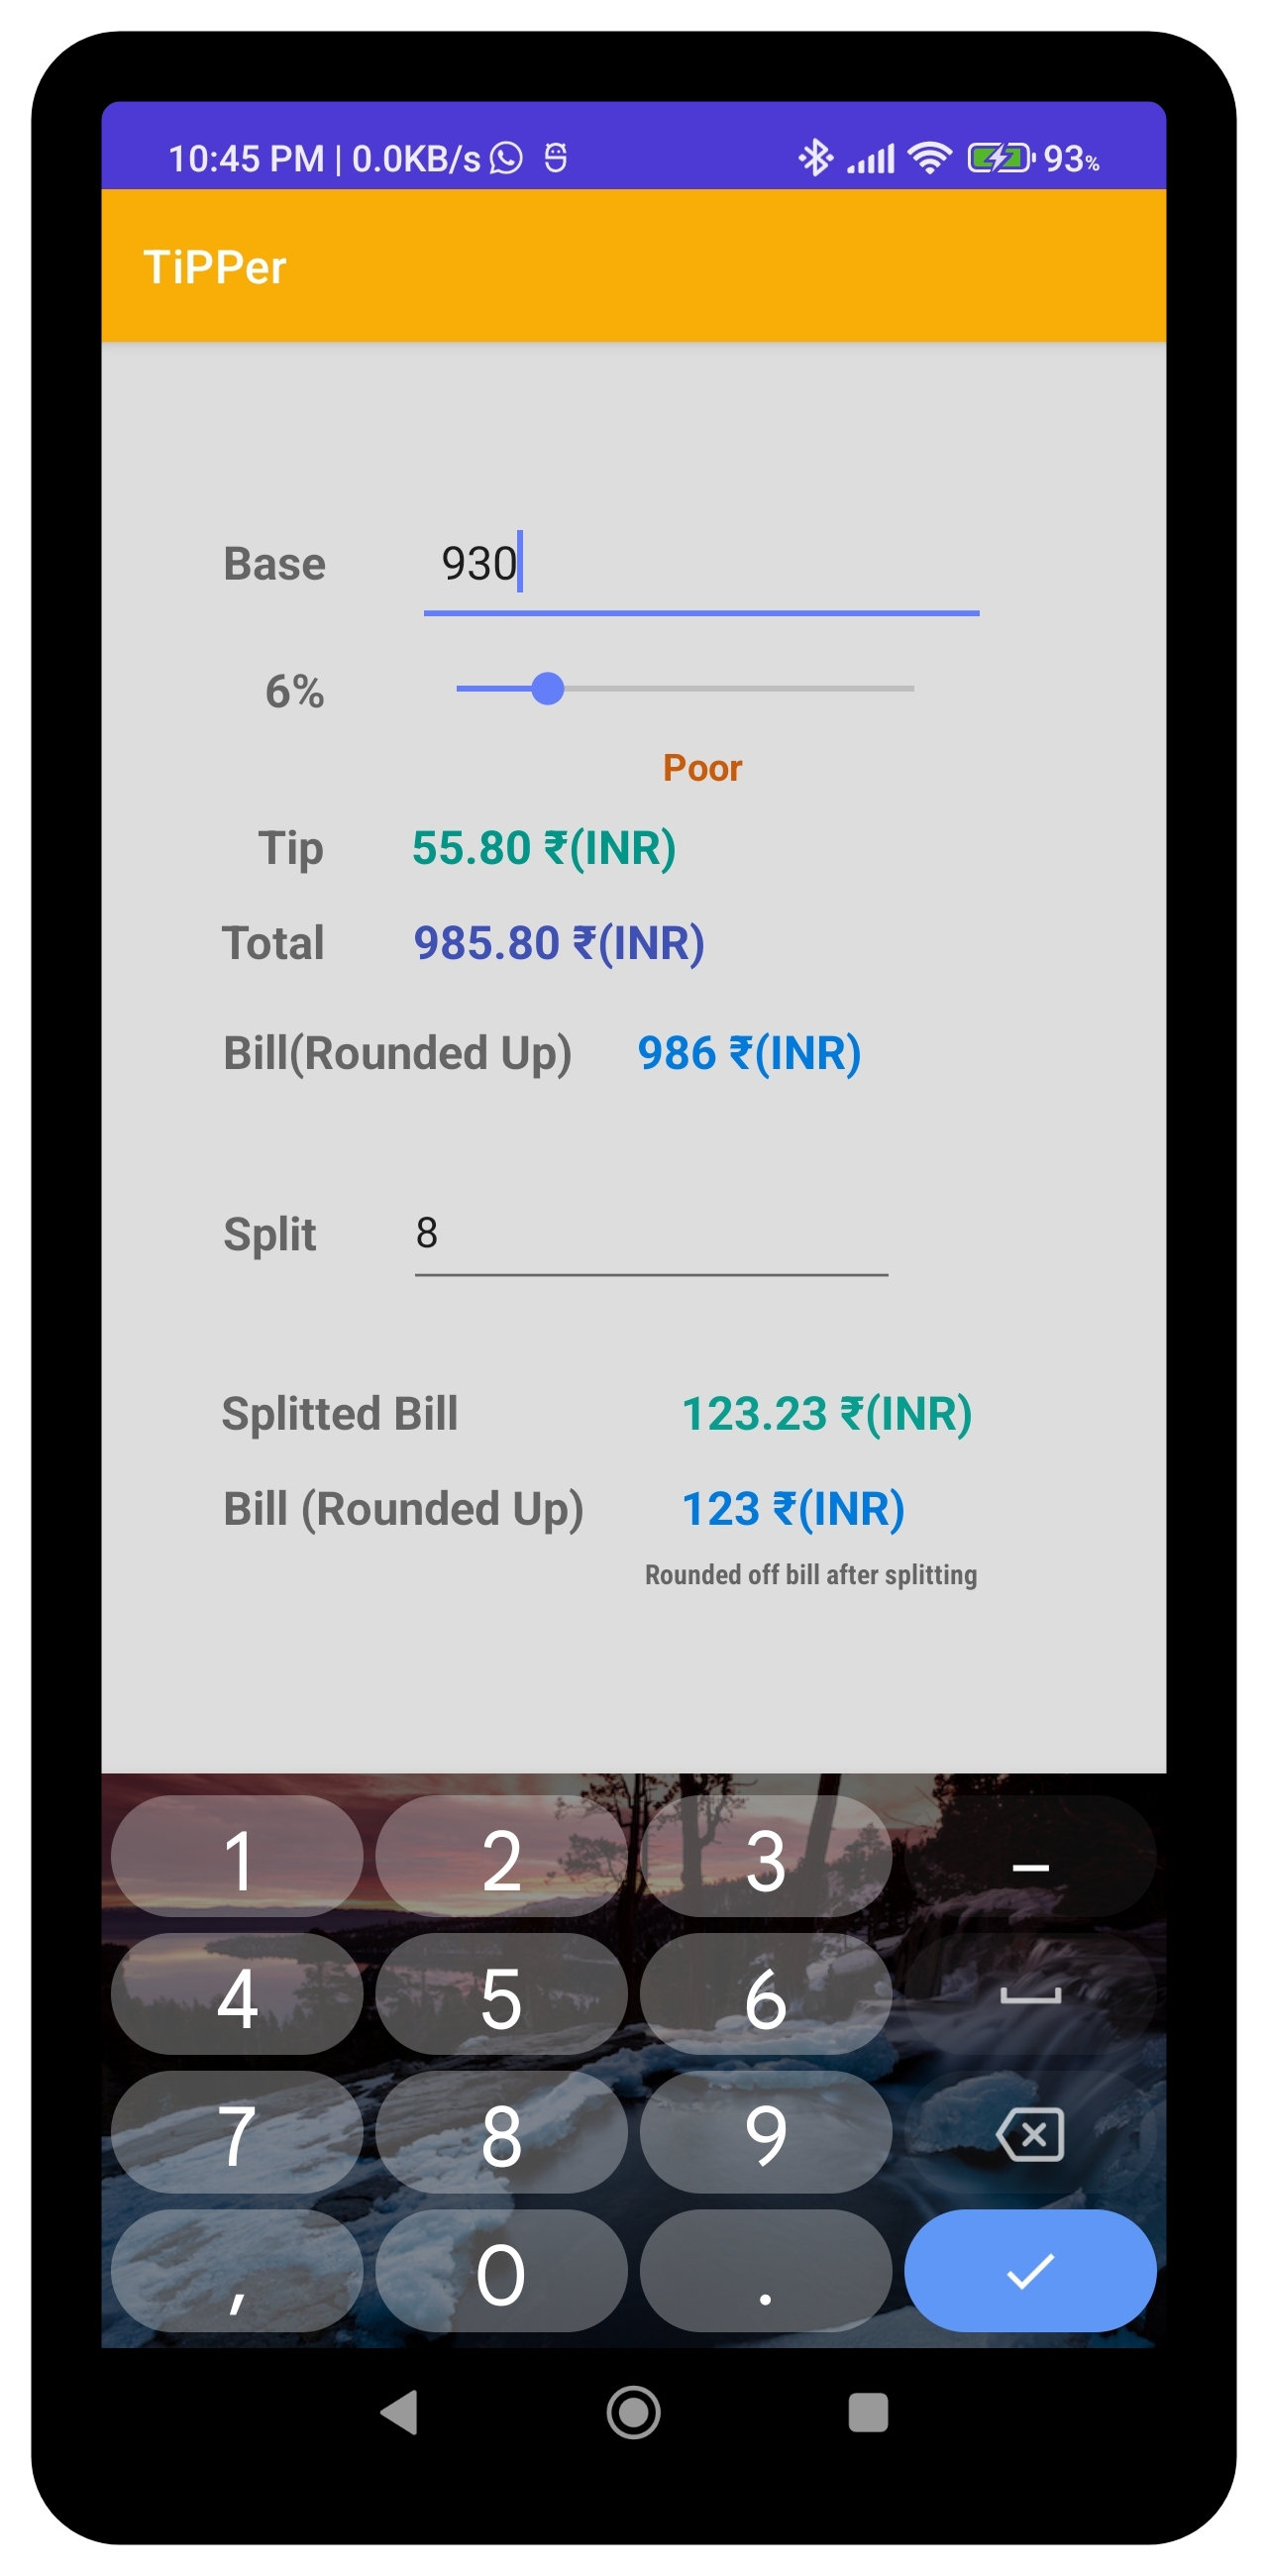 10:45 PM | 0.0KB/s 93%
TiPPer
Base 930
6%
Poor
Tip 55.80 ₹(INR)
Total 985.80 ₹(INR)
Bill(Rounded Up) 986 ₹(INR)
Split 8
Splitted Bill 123.23 ₹(INR)
Bill (Rounded Up) 123 ₹(INR)
Rounded off bill after splitting
1 2 3 –
4 5 6
7 8 9
, 0 .